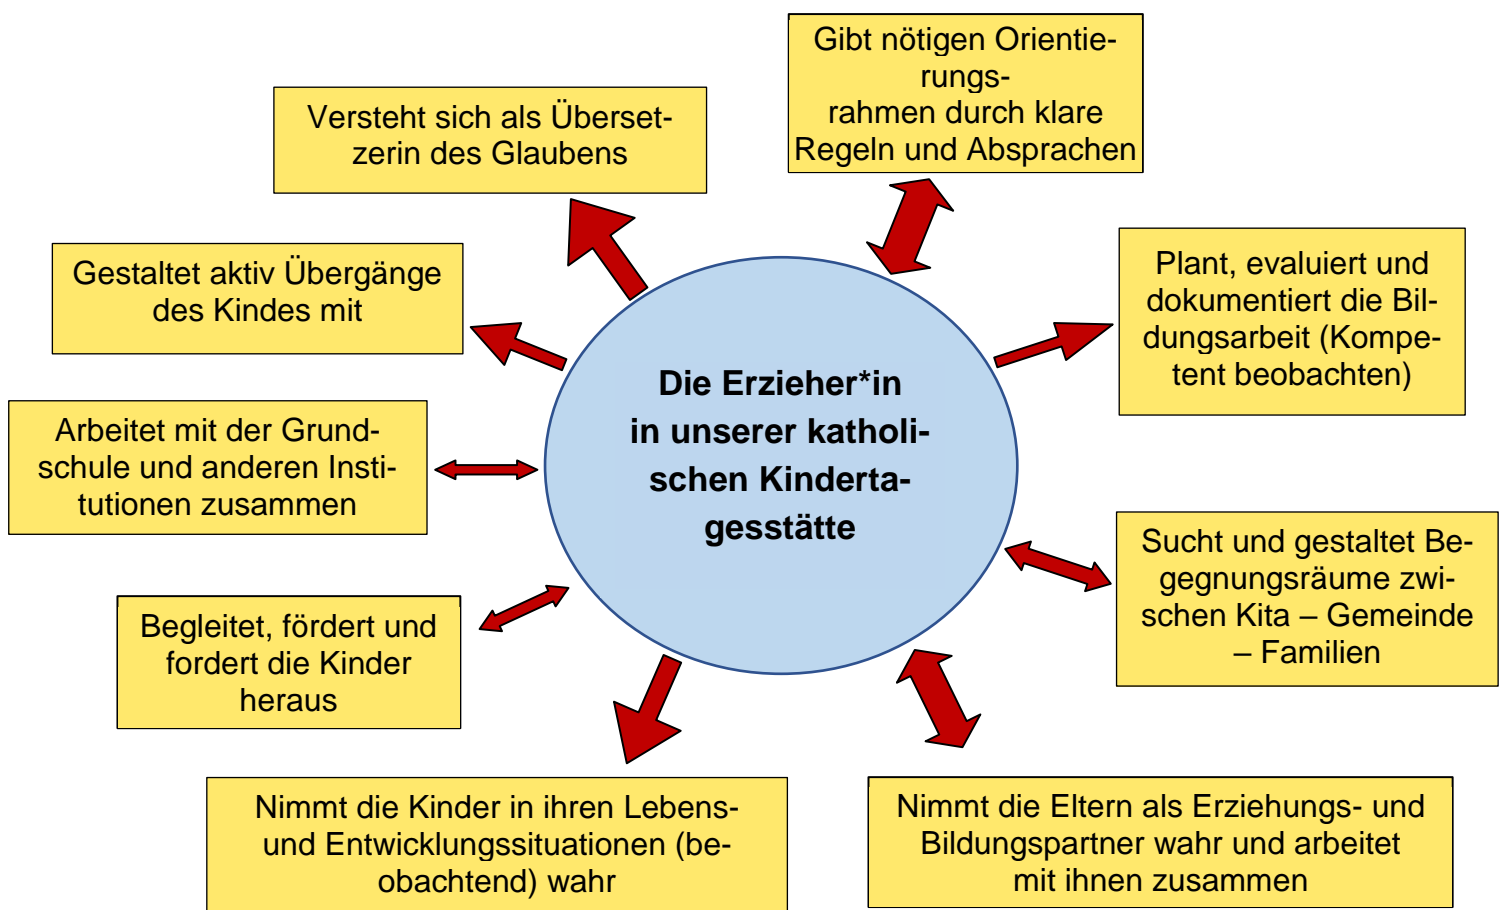 Gibt nötigen Orientie-
rungs-
rahmen durch klare
Regeln und Absprachen
Versteht sich als Überset-
zerin des Glaubens
Gestaltet aktiv Übergänge
des Kindes mit
Plant, evaluiert und
dokumentiert die Bil-
dungsarbeit (Kompe-
tent beobachten)
Die Erzieher*in
in unserer katholi-
schen Kinderta-
gesstätte
Arbeitet mit der Grund-
schule und anderen Insti-
tutionen zusammen
Sucht und gestaltet Be-
gegnungsräume zwi-
schen Kita – Gemeinde
– Familien
Begleitet, fördert und
fordert die Kinder
heraus
Nimmt die Kinder in ihren Lebens-
und Entwicklungssituationen (be-
obachtend) wahr
Nimmt die Eltern als Erziehungs- und
Bildungspartner wahr und arbeitet
mit ihnen zusammen